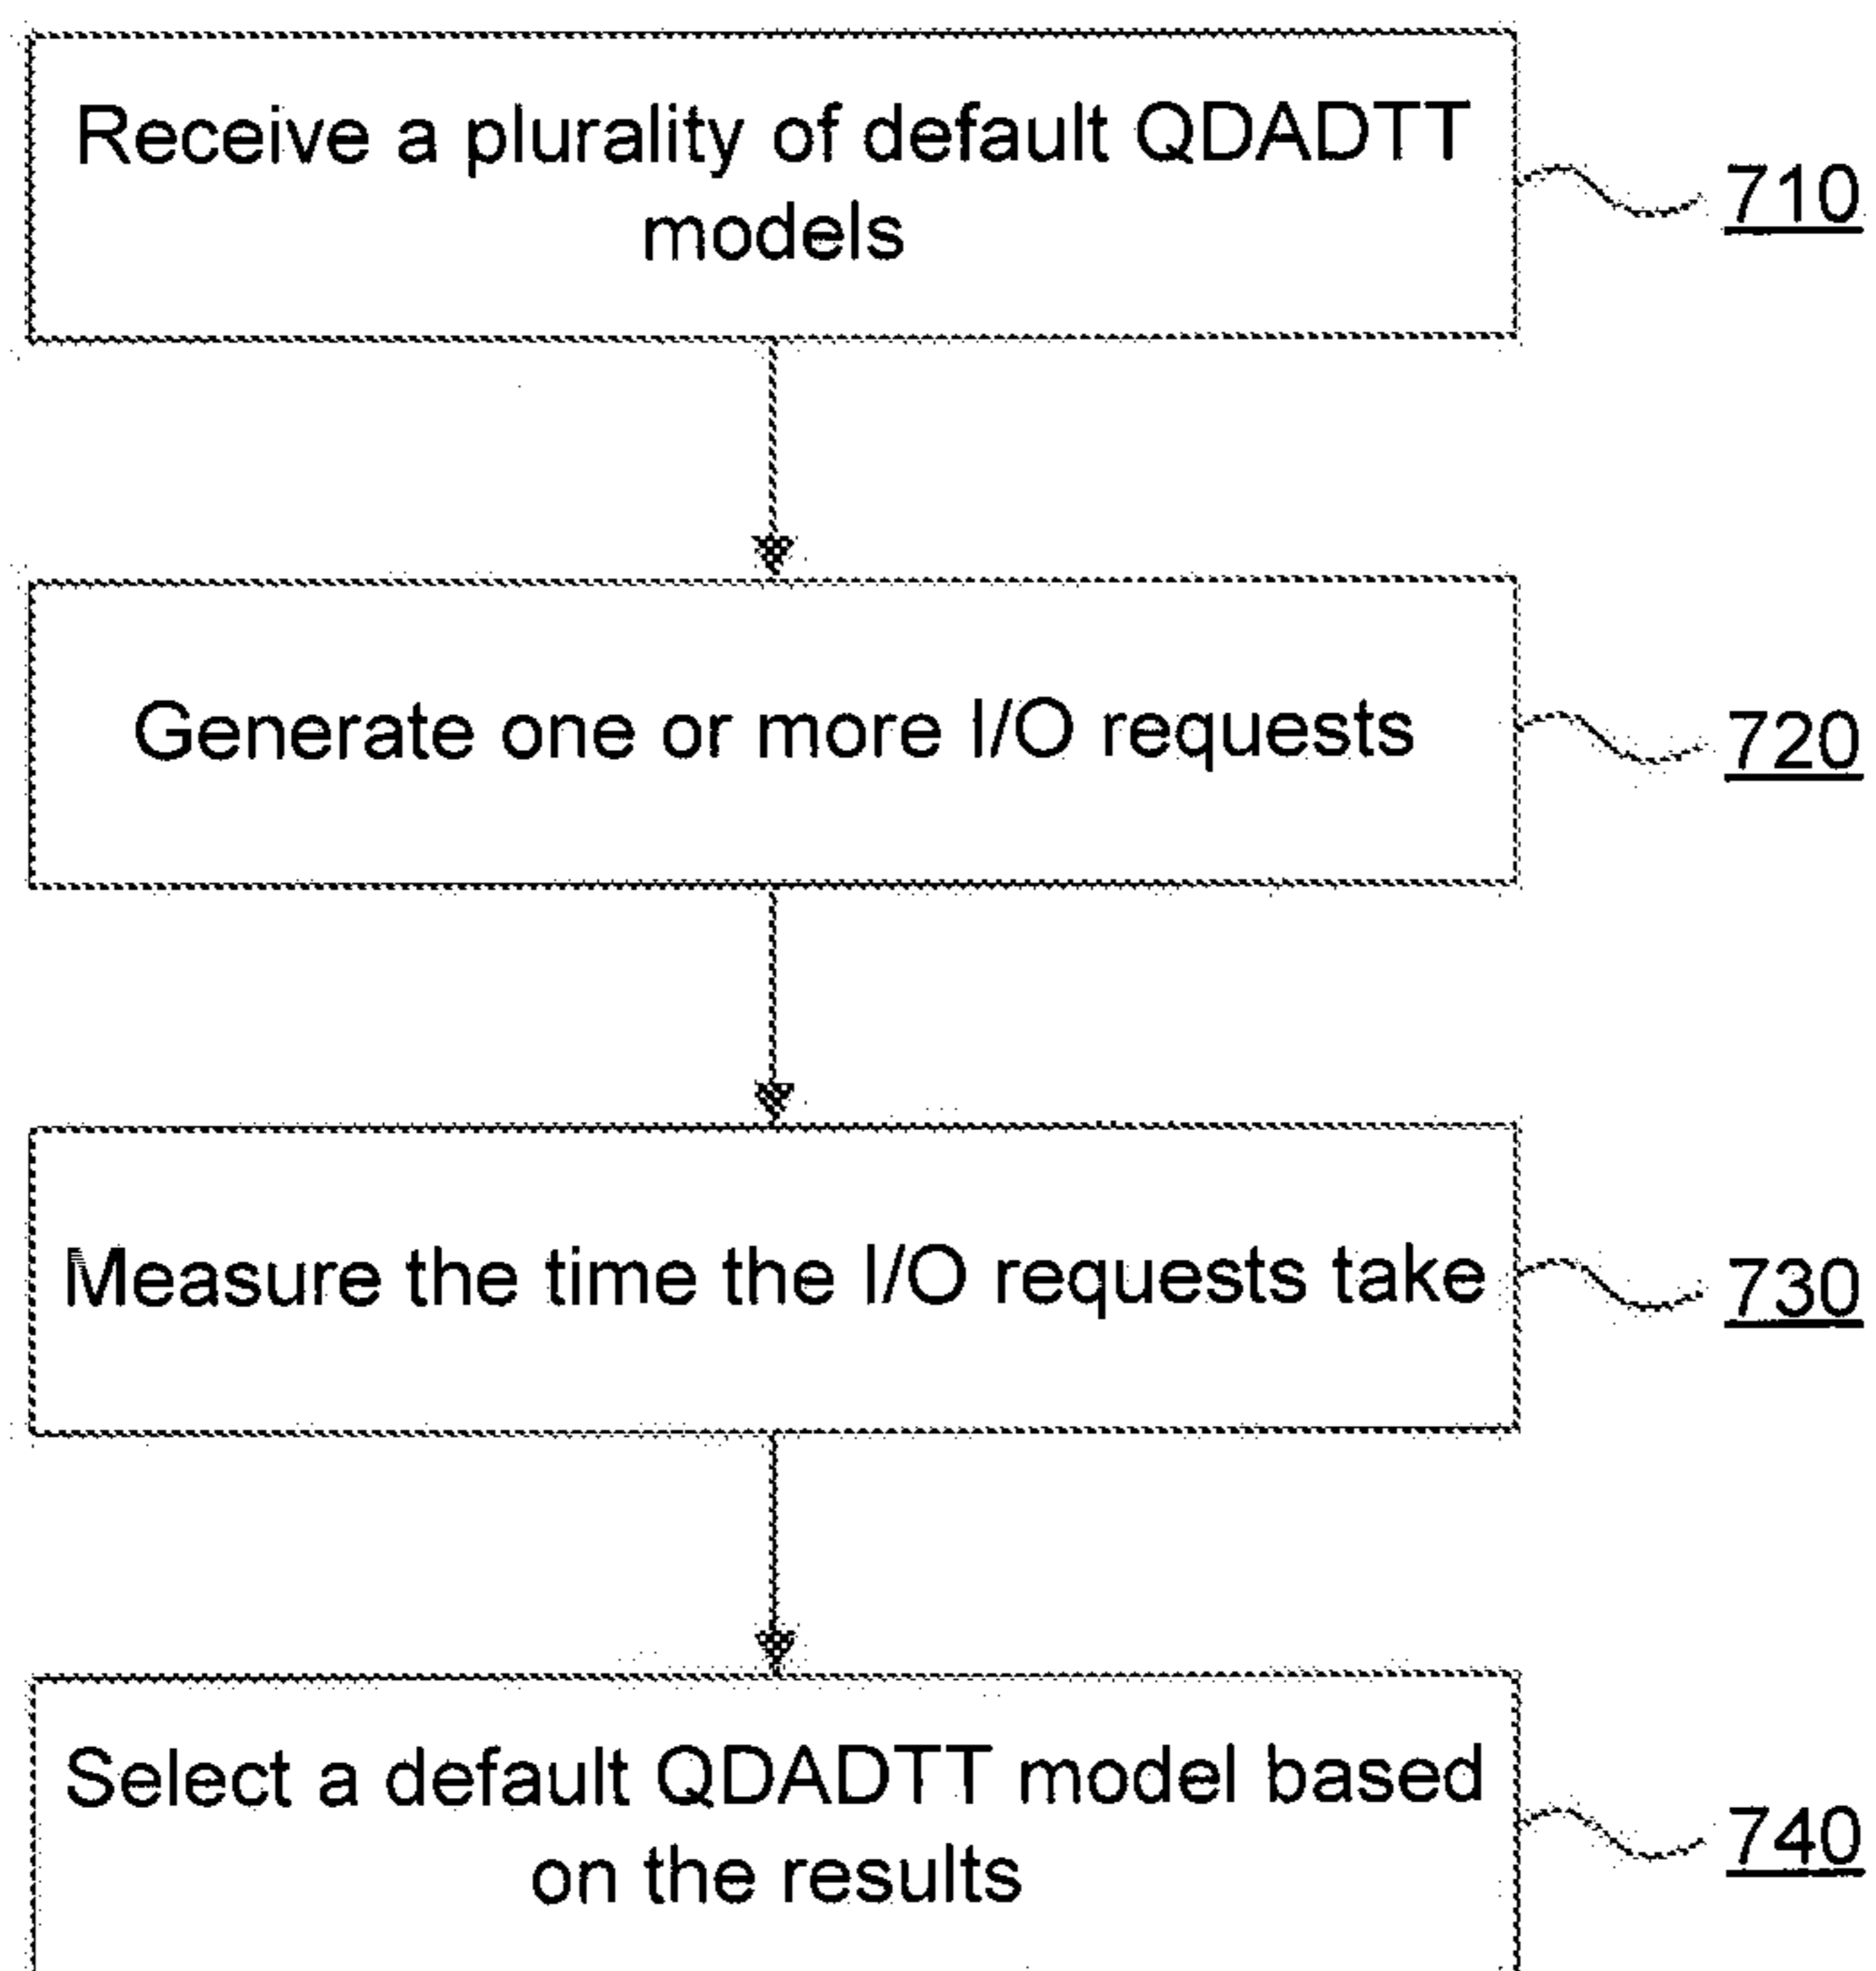 Receive a plurality of default QDADTT
models
710
Generate one or more I/O requests
720
Measure the time the I/O requests take
730
Select a default QDADTT model based
on the results
740